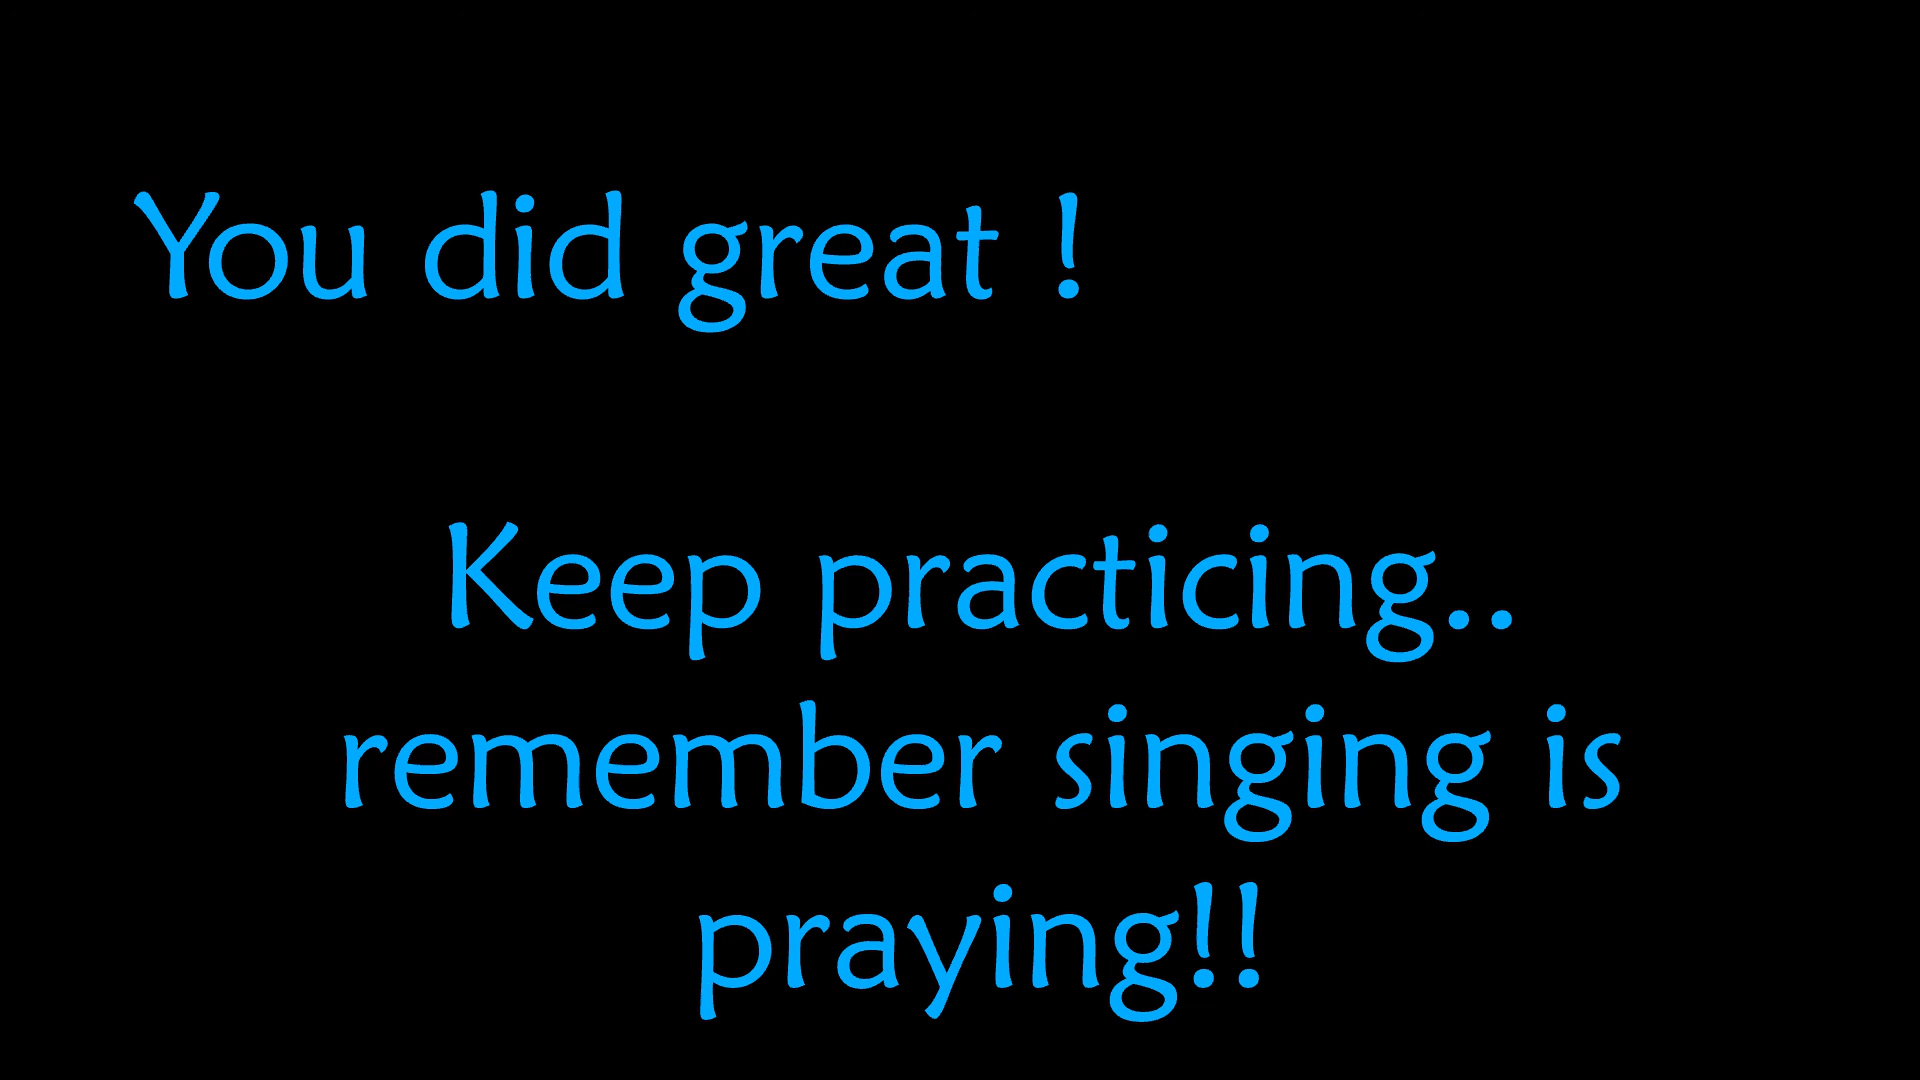 You did great !
Keep practicing..
remember singing is
praying!!